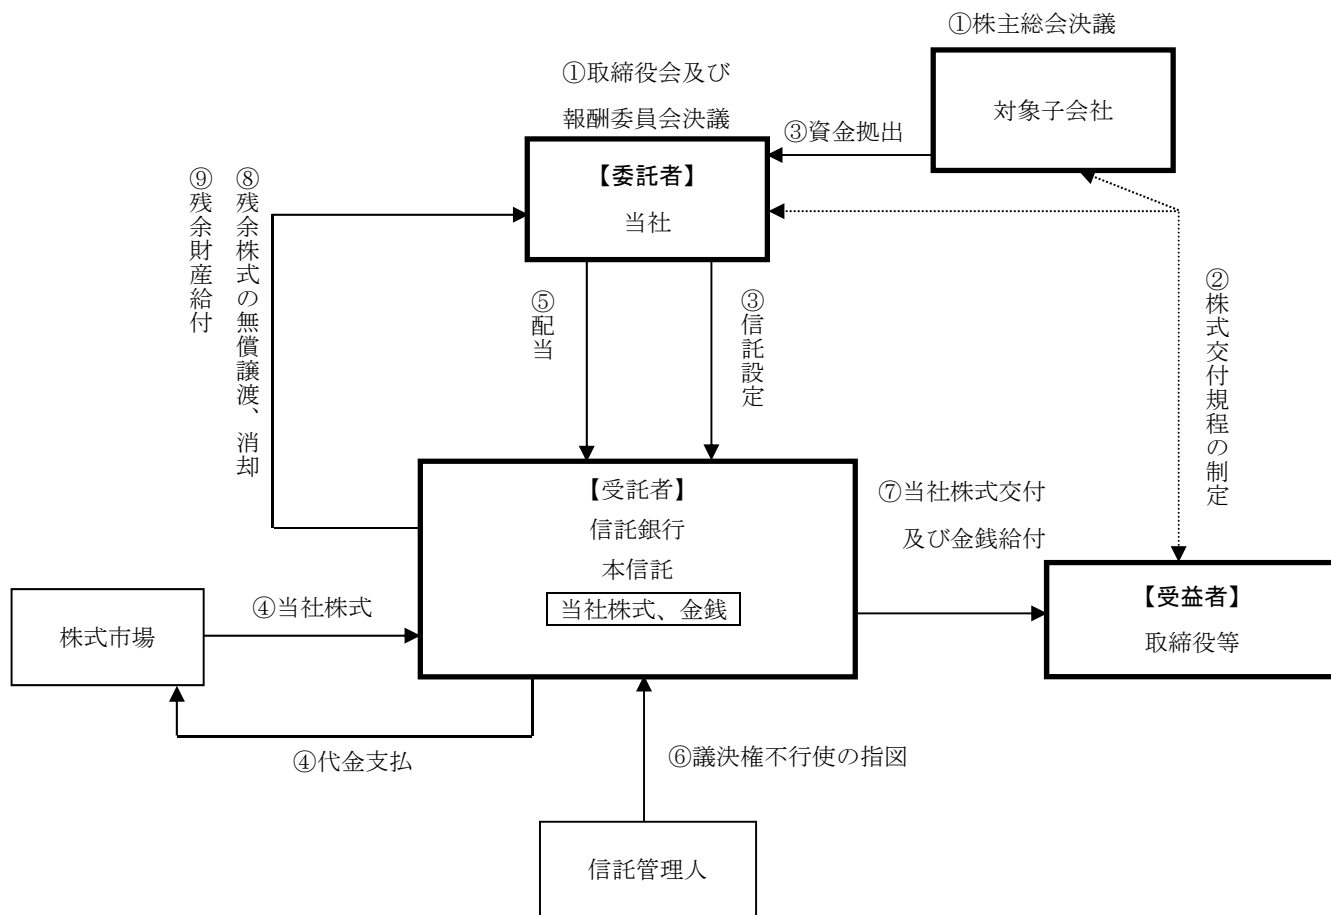 ①株主総会決議
対象子会社
①取締役会及び
報酬委員会決議
③資金拠出
【委託者】
当社
⑨残余財産給付
⑧残余株式の無償譲渡、消却
⑤配当
③信託設定
②株式交付規程の制定
【受託者】
信託銀行
本信託
当社株式、金銭
⑦当社株式交付
及び金銭給付
【受益者】
取締役等
④当社株式
株式市場
④代金支払
⑥議決権不行使の指図
信託管理人